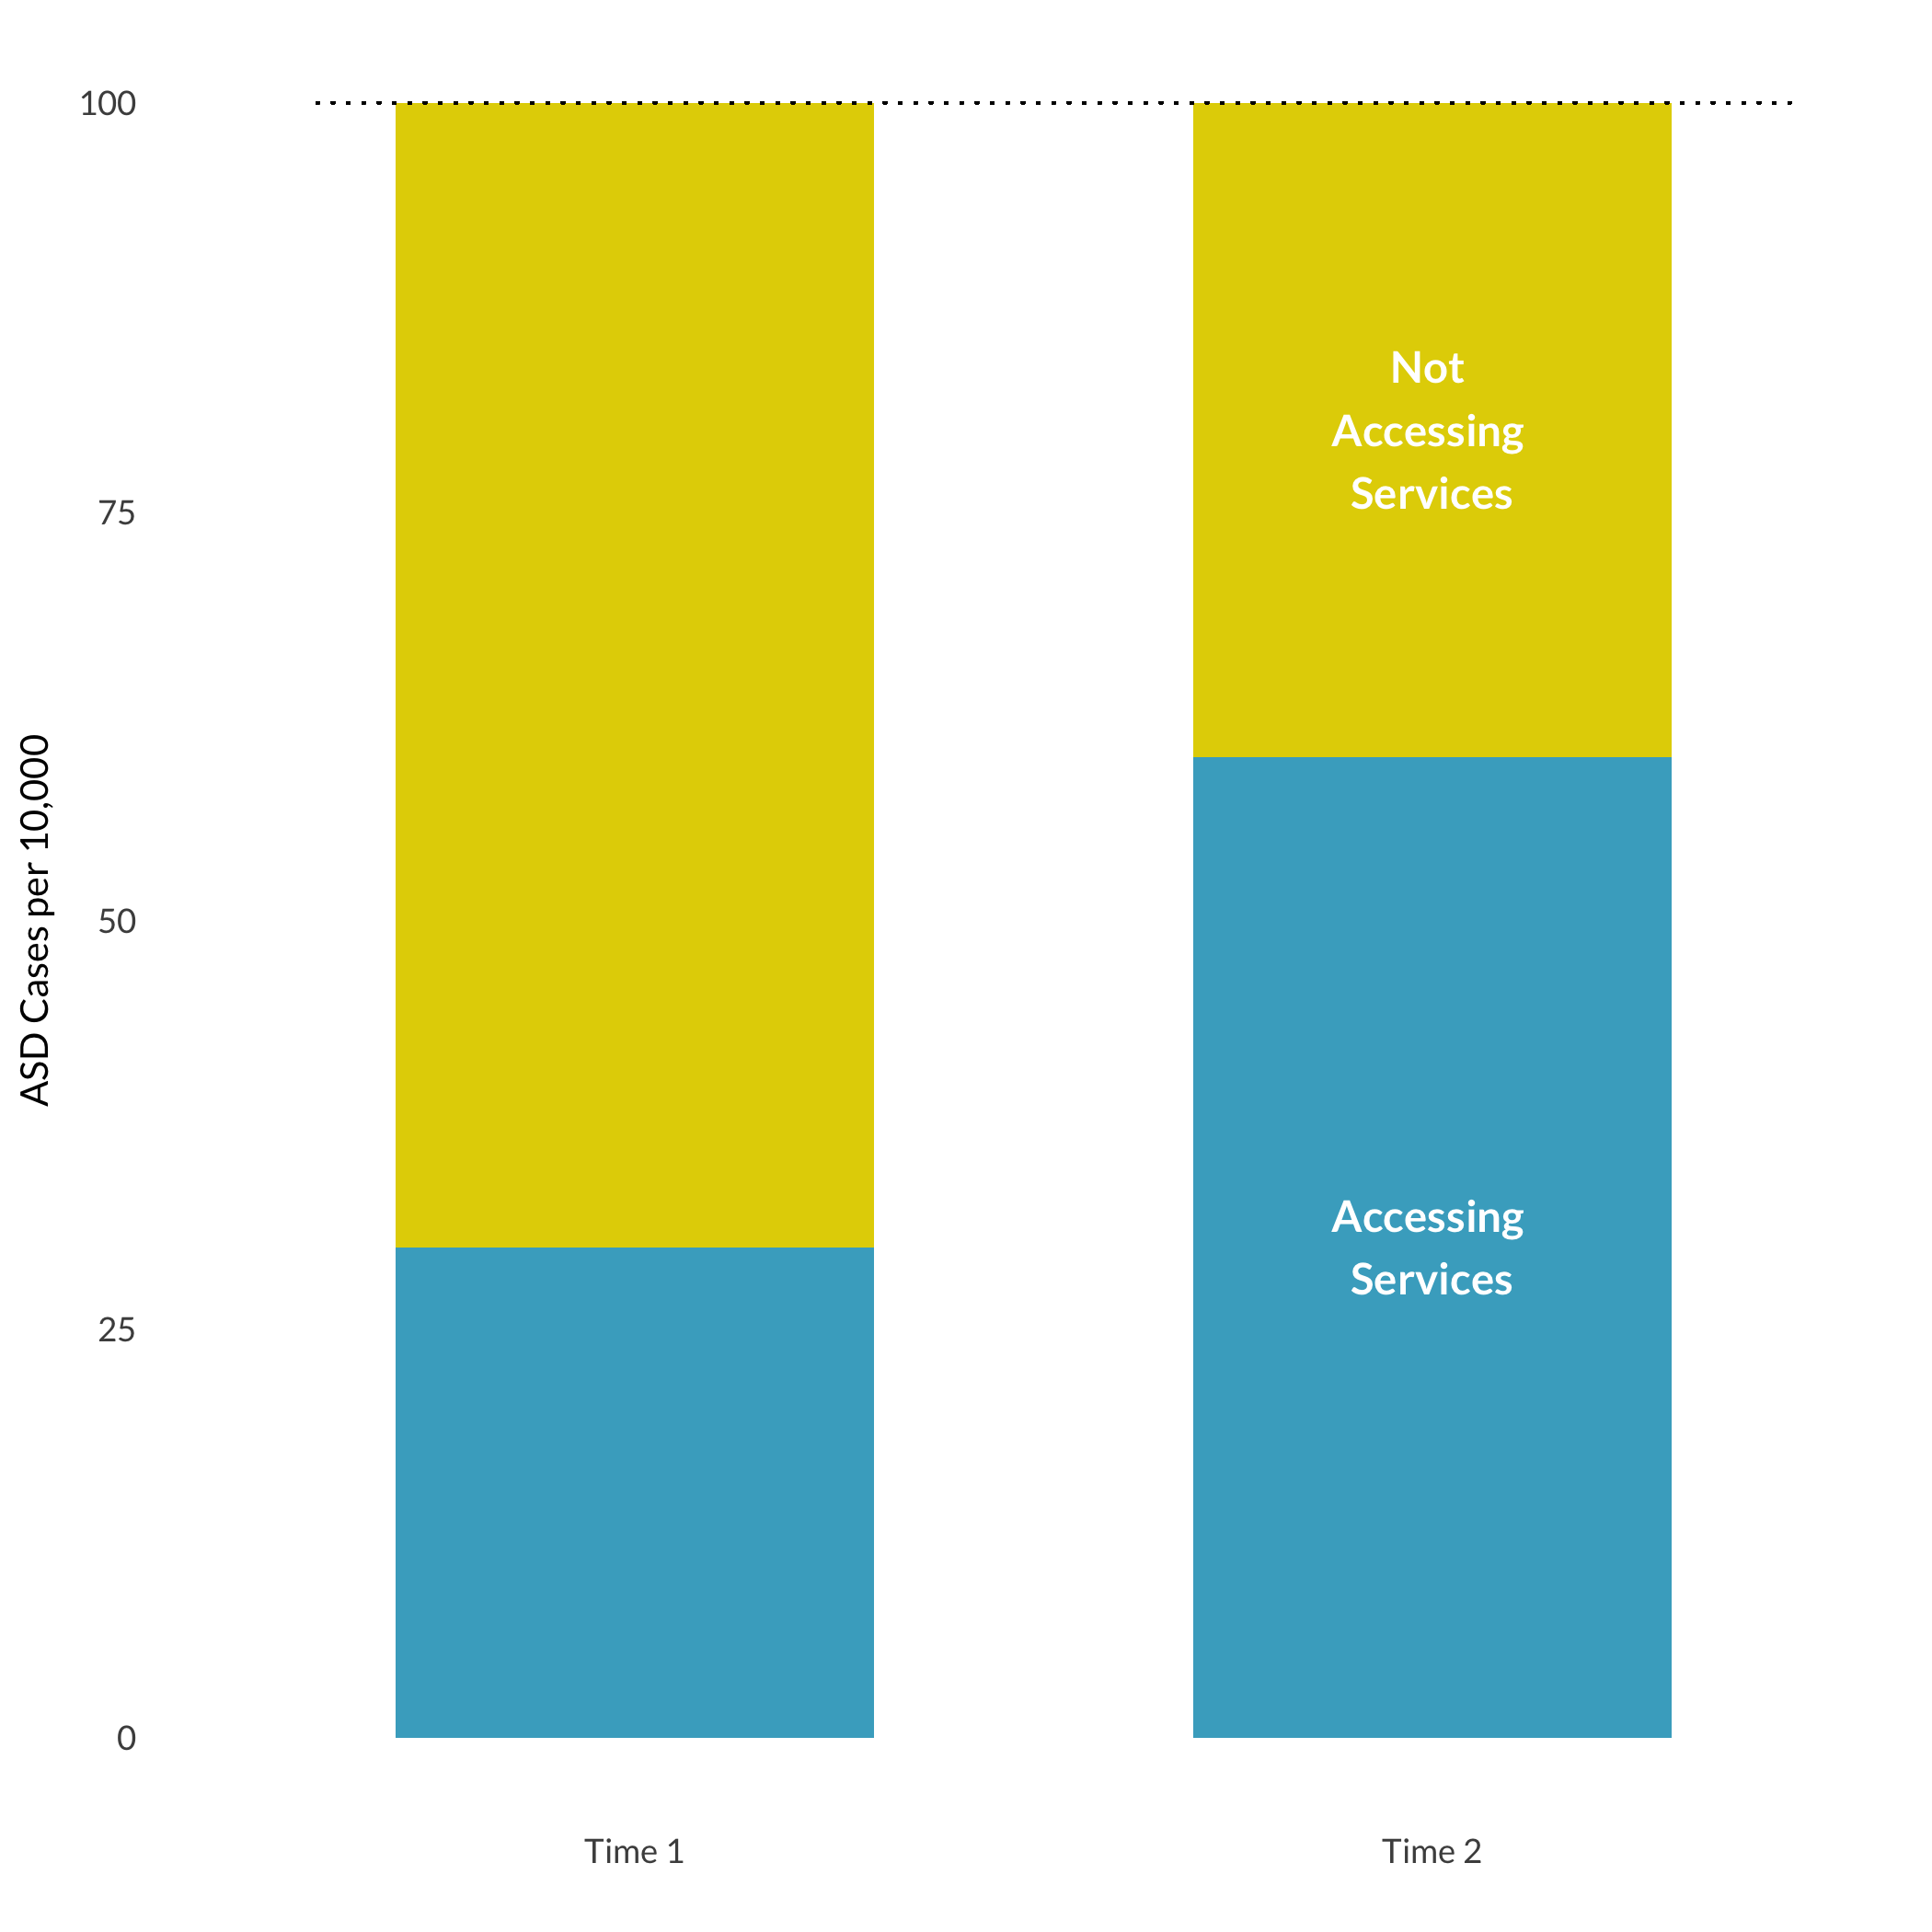 100
75
50
25
0
ASD Cases per 10,000
Not
Accessing
Services
Accessing
Services
Time 1
Time 2